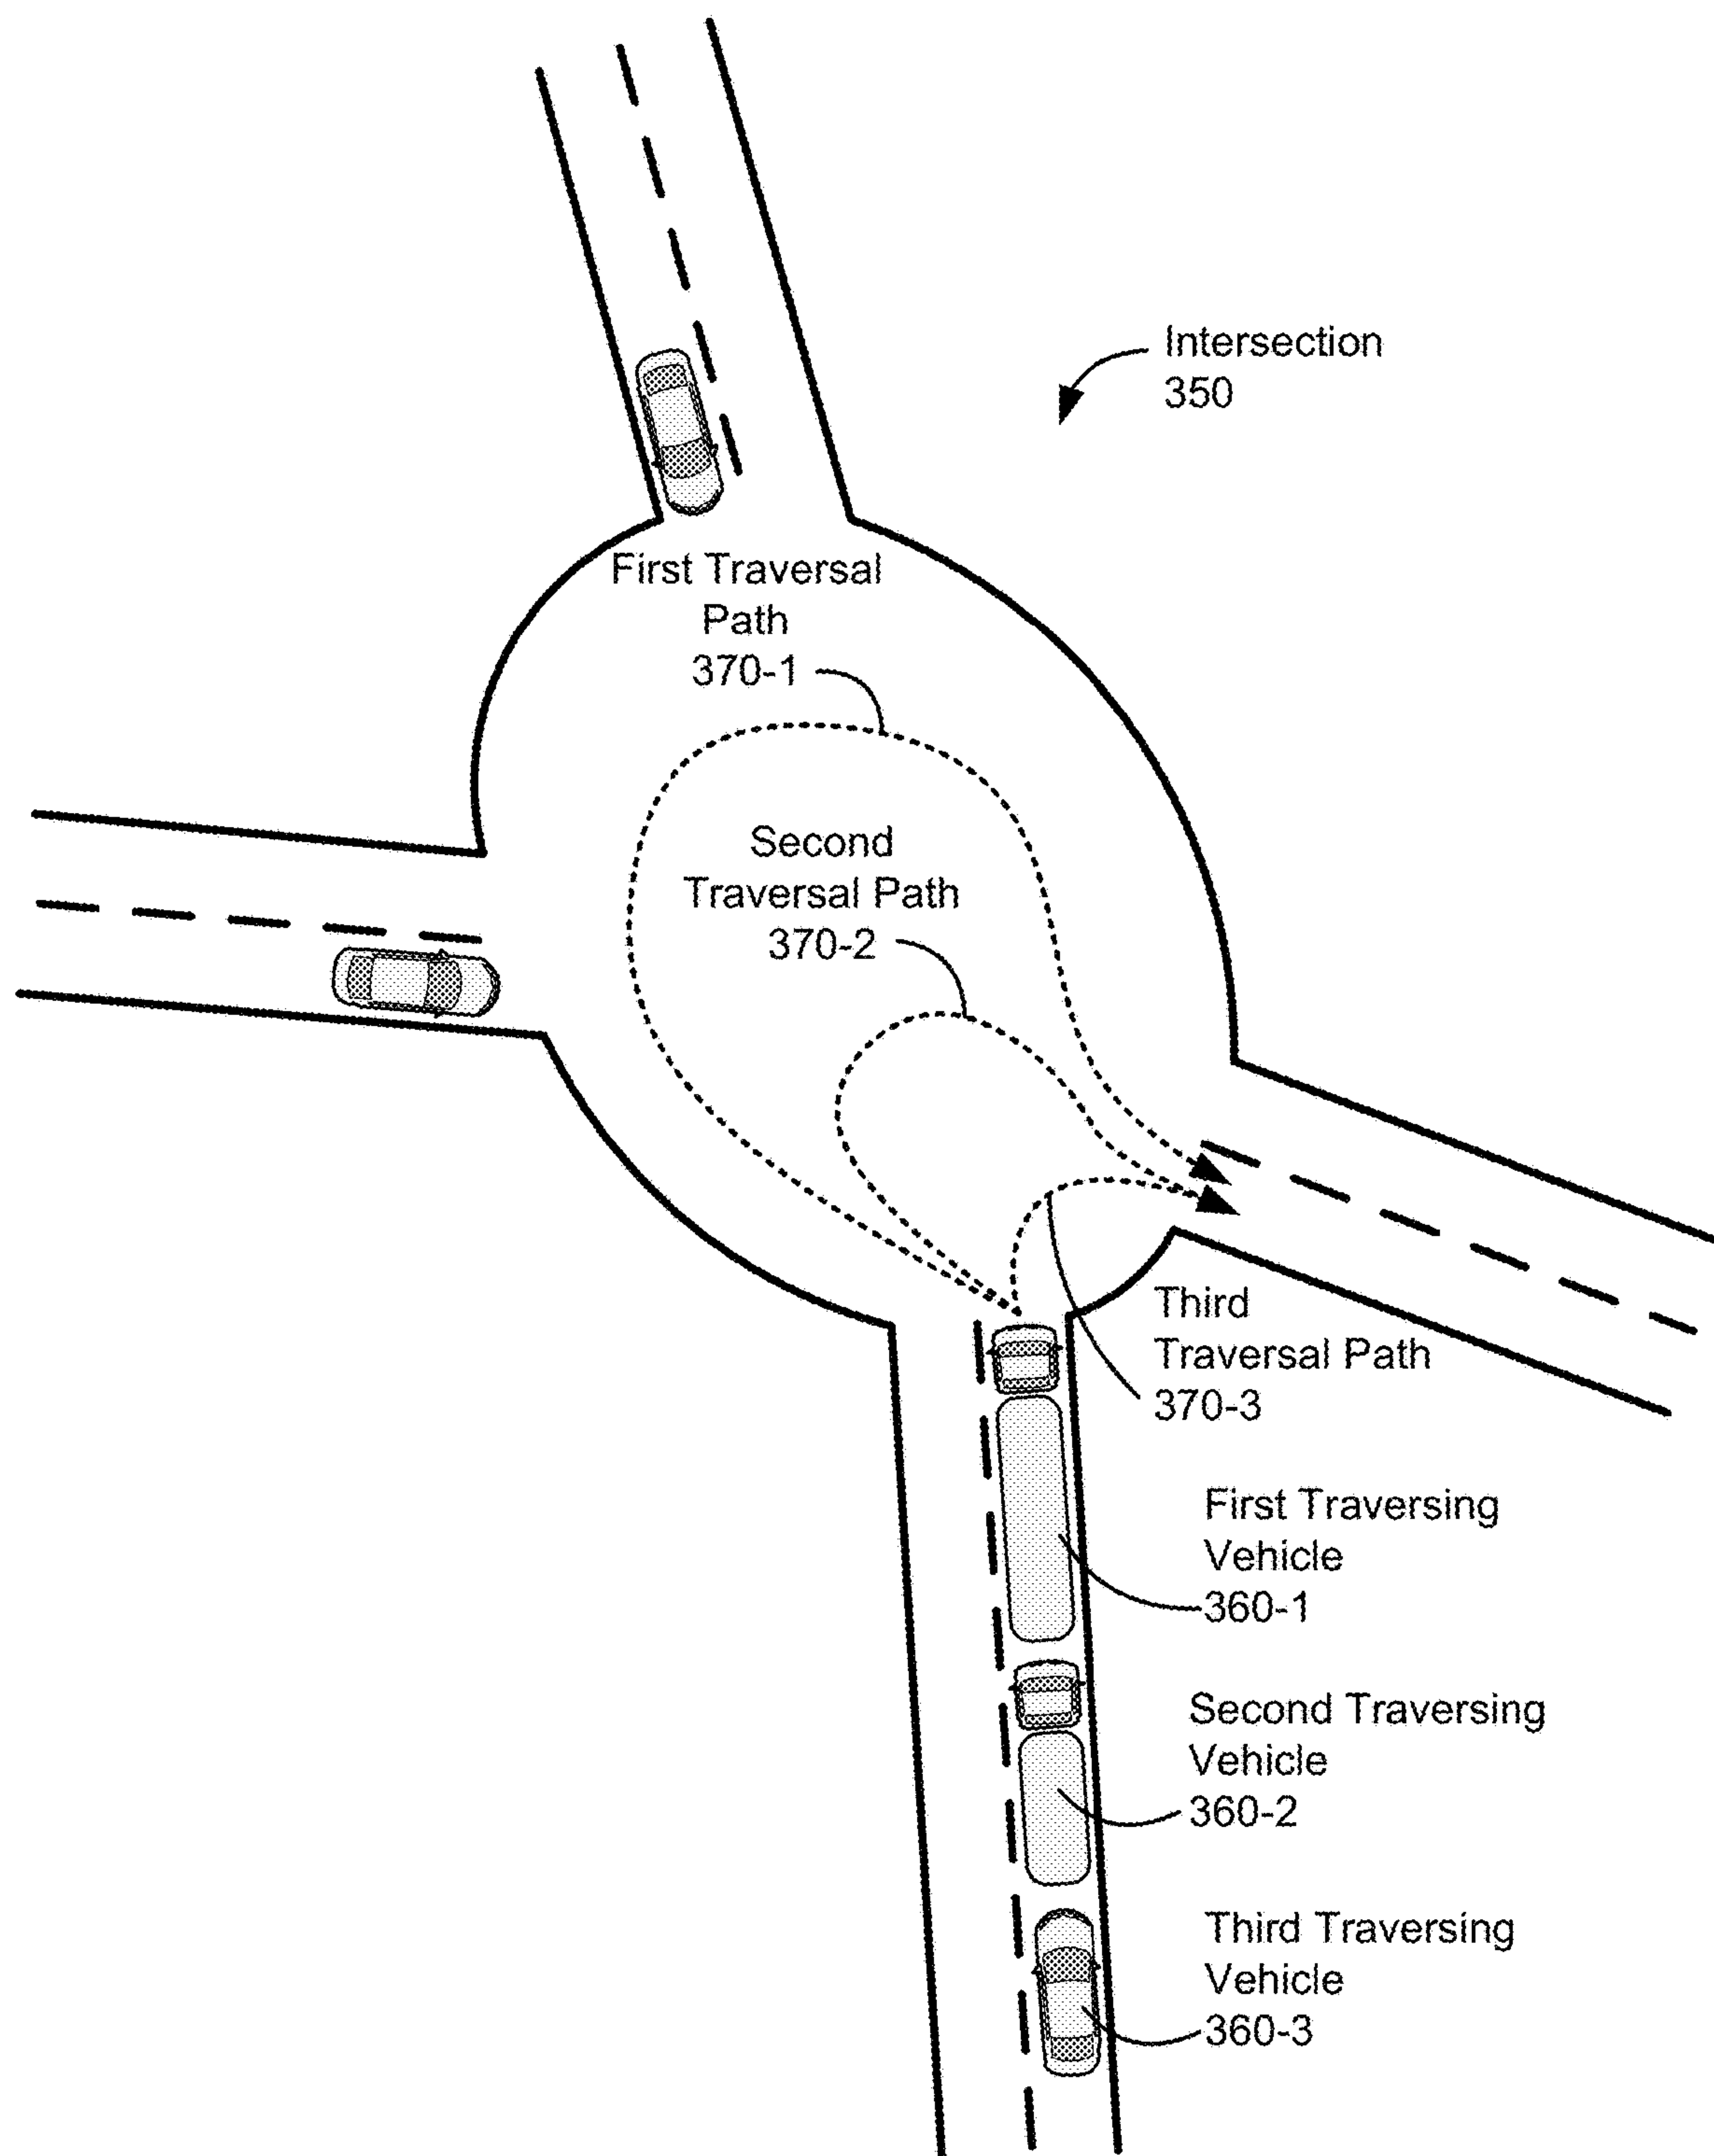 Intersection
350
First Traversal
Path
370-1
Second
Traversal Path
370-2
Third
Traversal Path
370-3
First Traversing
Vehicle
360-1
Second Traversing
Vehicle
360-2
Third Traversing
Vehicle
360-3